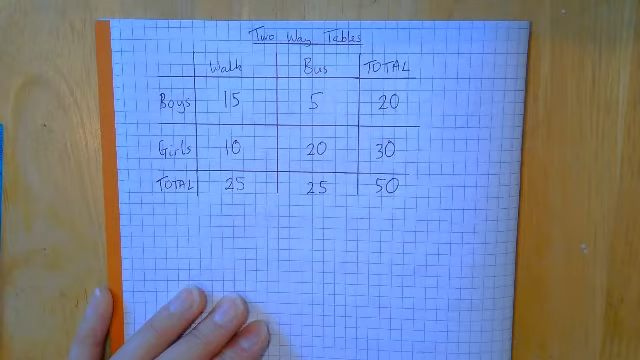 Two Way Tables
Walk Bus TOTAL
Boys 15 5 20
Girls 10 20 30
TOTAL 25 25 50